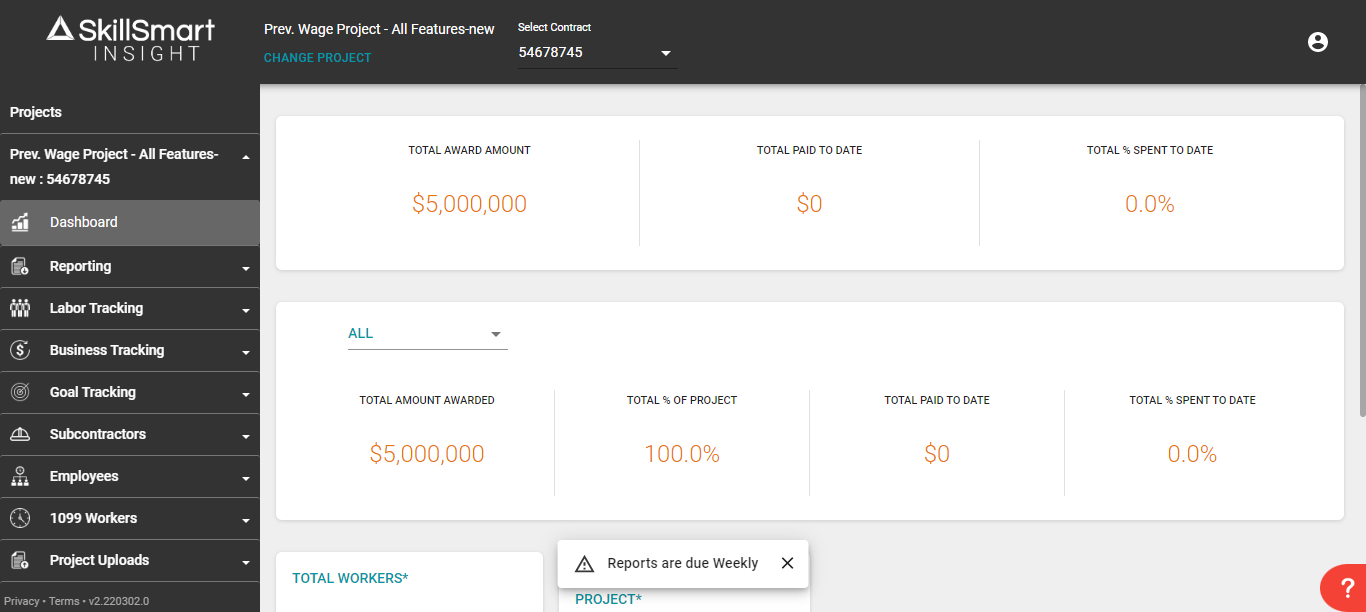 SkillSmart
INSIGHT
Prev. Wage Project - All Features-new
CHANGE PROJECT
Select Contract
54678745
Projects
Prev. Wage Project - All Features-
new : 54678745
Dashboard
Reporting
Labor Tracking
Business Tracking
Goal Tracking
Subcontractors
Employees
1099 Workers
Project Uploads
Privacy • Terms • v2.220302.0
TOTAL AWARD AMOUNT
$5,000,000
TOTAL PAID TO DATE
$0
TOTAL % SPENT TO DATE
0.0%
ALL
TOTAL AMOUNT AWARDED
$5,000,000
TOTAL % OF PROJECT
100.0%
TOTAL PAID TO DATE
$0
TOTAL % SPENT TO DATE
0.0%
TOTAL WORKERS*
Reports are due Weekly
PROJECT*
?